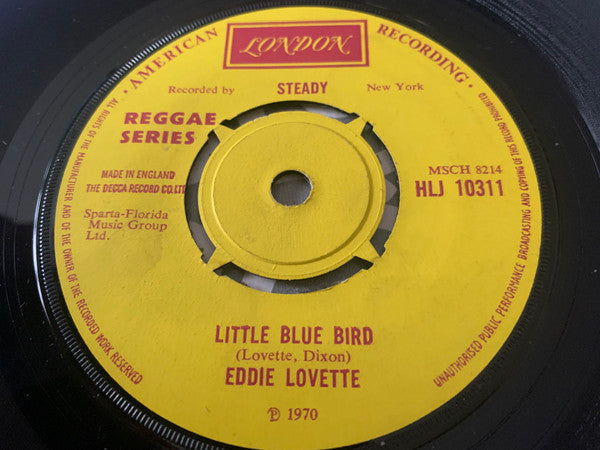 LONDON
· AMERICAN RECORDING ·
Recorded by STEADY New York
REGGAE
SERIES
MADE IN ENGLAND
THE DECCA RECORD CO. LTD.
Sparta-Florida
Music Group
Ltd.
MSCH 8214
HLJ 10311
LITTLE BLUE BIRD
(Lovette, Dixon)
EDDIE LOVETTE
Ⓟ 1970
ALL RIGHTS OF THE MANUFACTURER AND OF THE OWNER OF THE RECORDED WORK RESERVED
UNAUTHORISED PUBLIC PERFORMANCE BROADCASTING AND COPYING OF THIS RECORD PROHIBITED